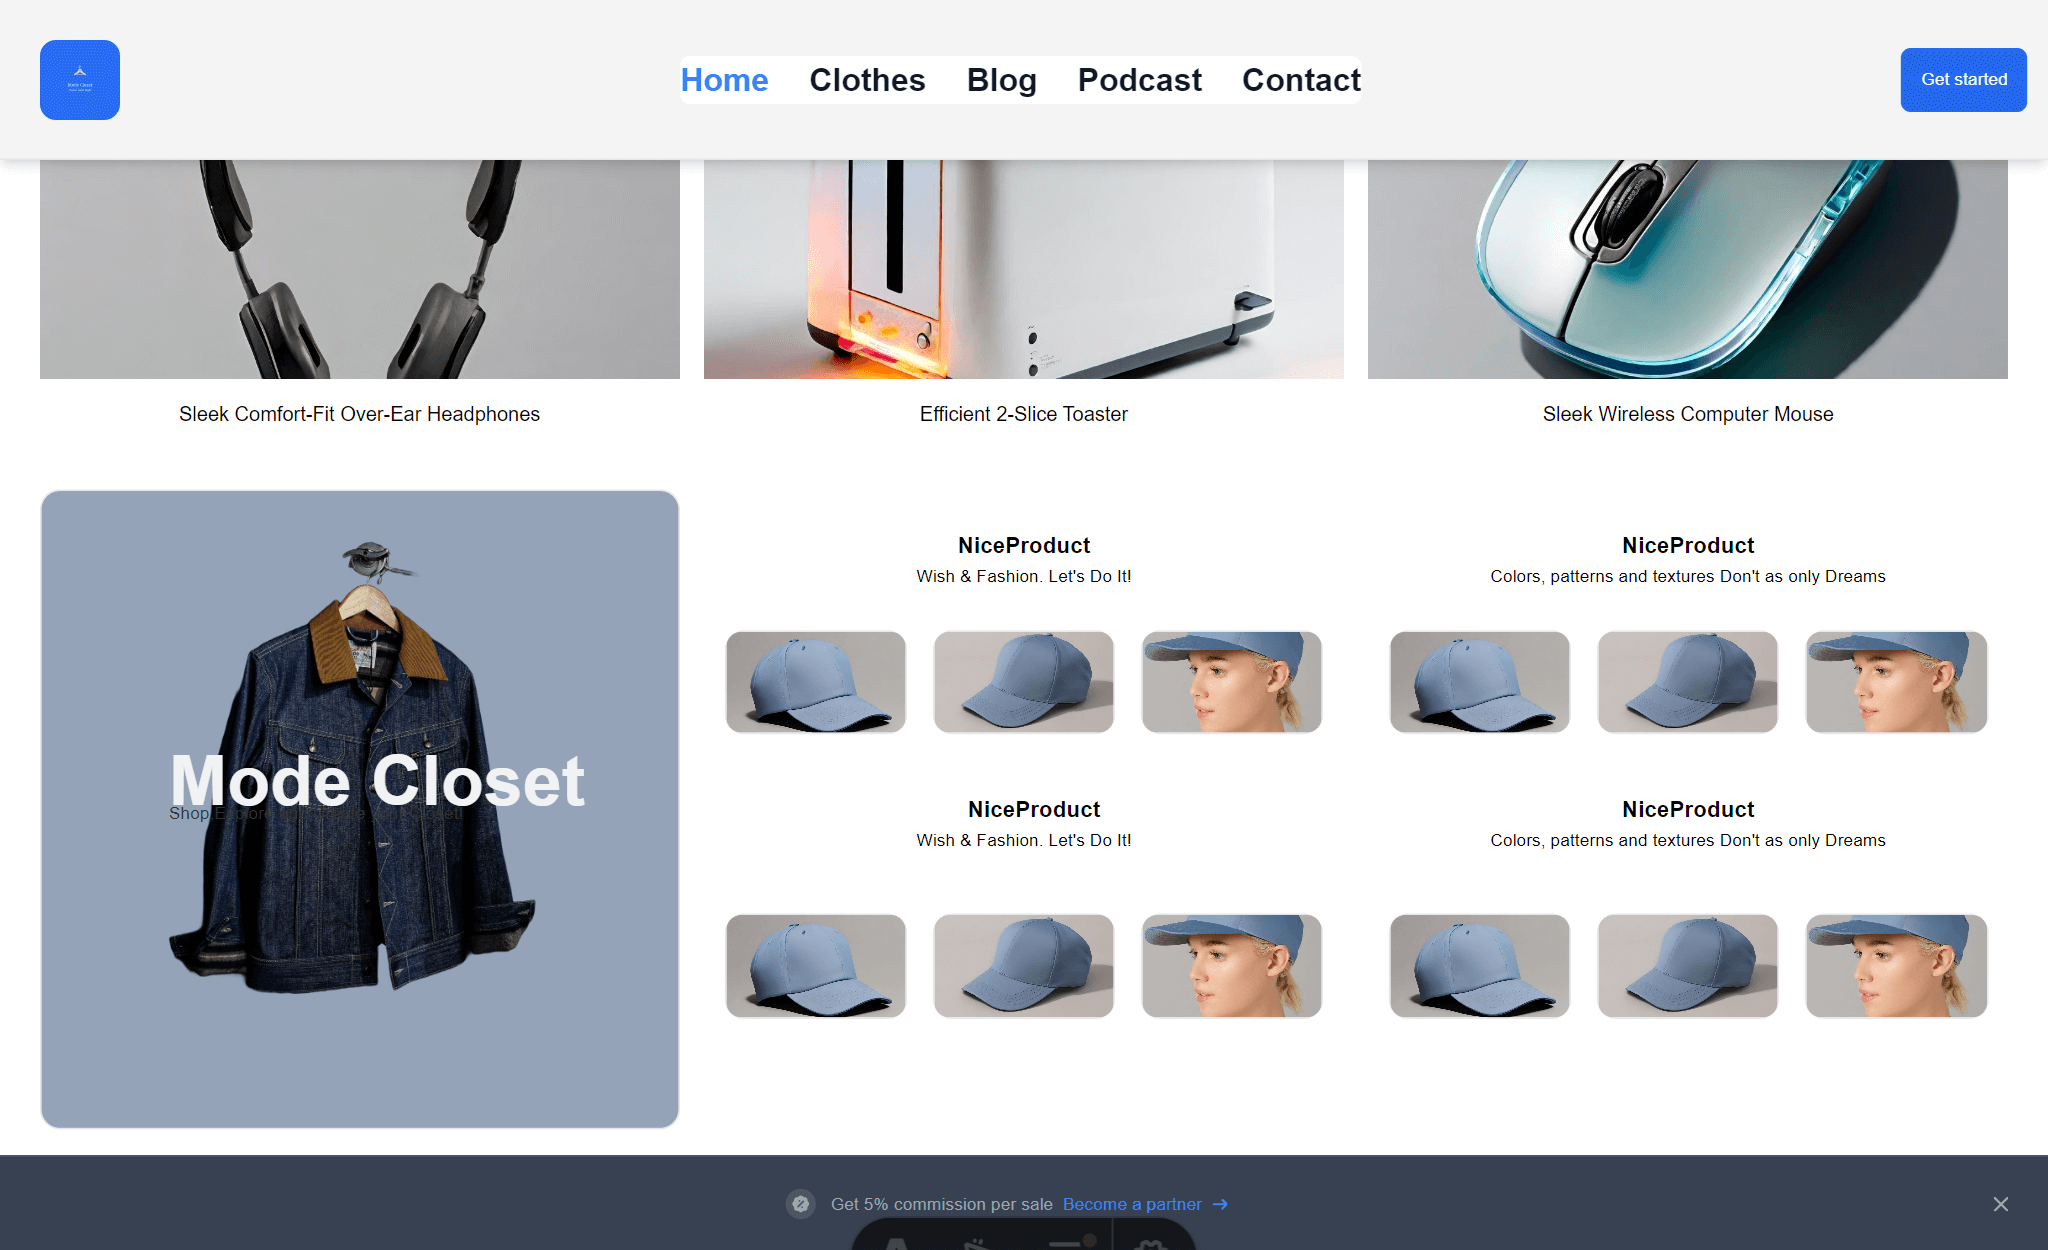 Home Clothes Blog Podcast Contact
Get started
Sleek Comfort-Fit Over-Ear Headphones
Efficient 2-Slice Toaster
Sleek Wireless Computer Mouse
Mode Closet
Shop Explore
NiceProduct
Wish & Fashion. Let's Do It!
NiceProduct
Colors, patterns and textures Don't as only Dreams
NiceProduct
Wish & Fashion. Let's Do It!
NiceProduct
Colors, patterns and textures Don't as only Dreams
Get 5% commission per sale Become a partner →